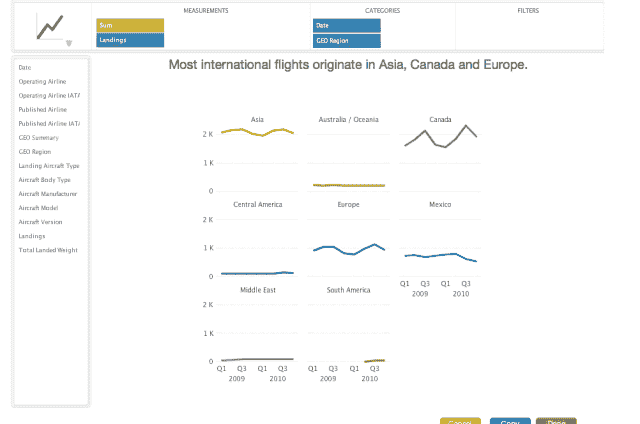 MEASUREMENTS
CATEGORIES
FILTERS
Sum
Date
Landings
GEO Region
Most international flights originate in Asia, Canada and Europe.
Date
Operating Airline
Operating Airline IATA
Published Airline
Published Airline IATA
GEO Summary
GEO Region
Landing Aircraft Type
Aircraft Body Type
Aircraft Manufacturer
Aircraft Model
Aircraft Version
Landings
Total Landed Weight
Asia
Australia / Oceania
Canada
2 K
1 K
0
Central America
Europe
Mexico
2 K
1 K
0
Q1 Q3 Q1 Q3
2009 2010
Middle East
South America
2 K
1 K
0
Q1 Q3 Q1 Q3 Q1 Q3 Q1 Q3
2009 2010 2009 2010
Cancel
Copy
Done